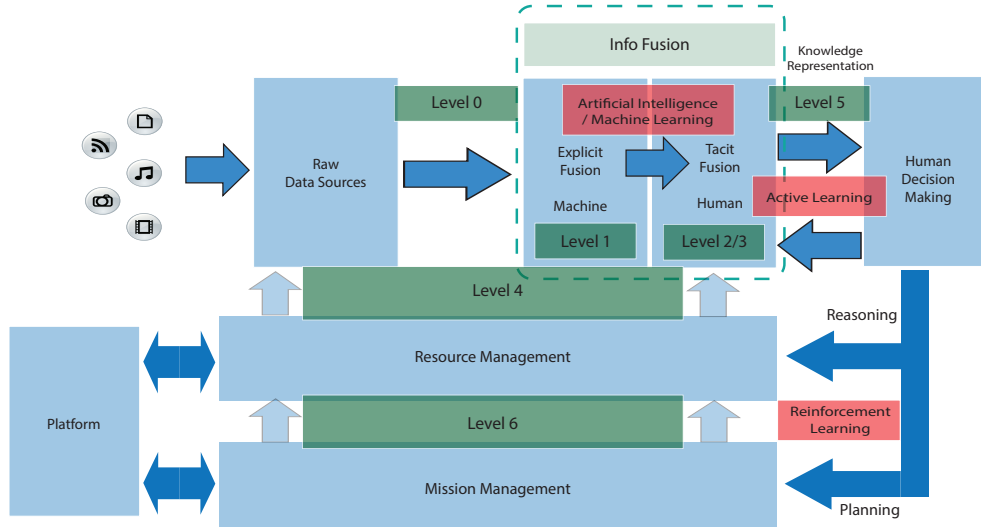 Info Fusion
Knowledge
Representation
Level 0
Artificial Intelligence
/ Machine Learning
Level 5
Raw
Data Sources
Explicit
Fusion
Tacit
Fusion
Human
Decision
Making
Machine
Human
Active Learning
Level 1
Level 2/3
Level 4
Reasoning
Resource Management
Platform
Level 6
Reinforcement
Learning
Mission Management
Planning